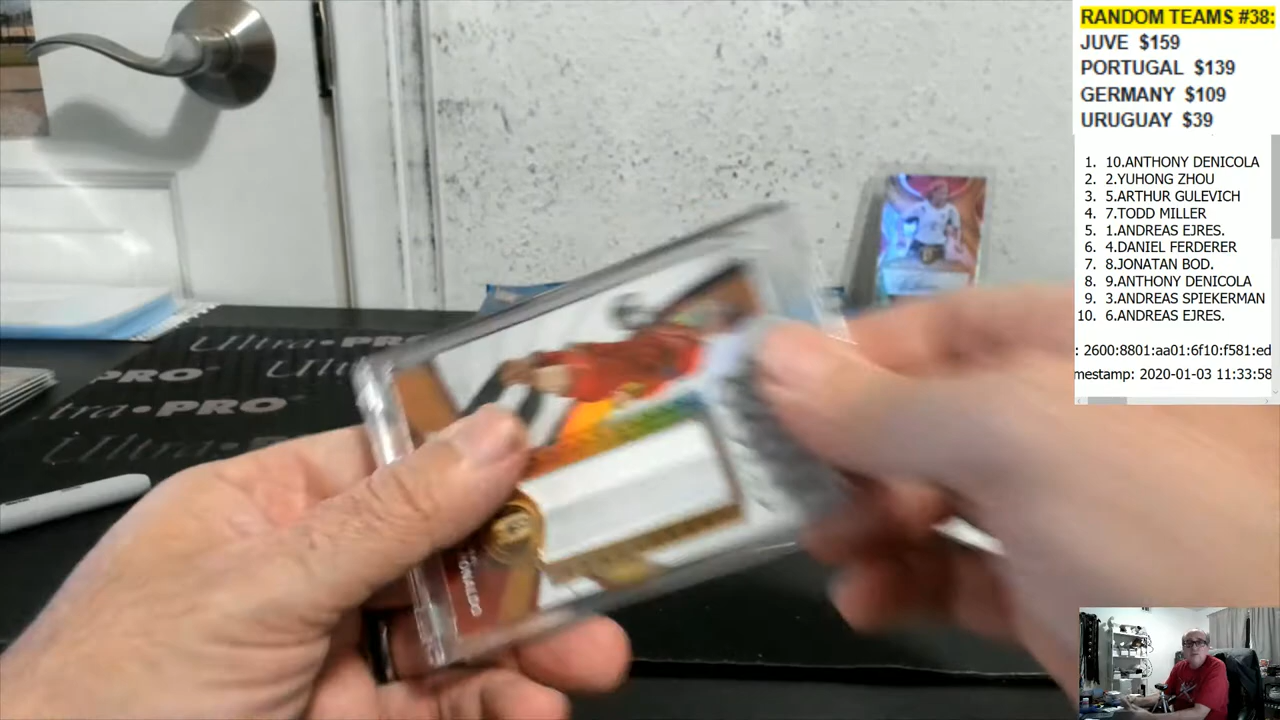 RANDOM TEAMS #38:
JUVE $159
PORTUGAL $139
GERMANY $109
URUGUAY $39
1. 10.ANTHONY DENICOLA
2. 2.YUHONG ZHOU
3. 5.ARTHUR GULEVICH
4. 7.TODD MILLER
5. 1.ANDREAS EJRES.
6. 4.DANIEL FERDERER
7. 8.JONATAN BOD.
8. 9.ANTHONY DENICOLA
9. 3.ANDREAS SPIEKERMAN
10. 6.ANDREAS EJRES.
: 2600:8801:aa01:6f10:f581:ed
mestamp: 2020-01-03 11:33:58
Ultra•PRO
PRO Ultra
Ultra•PRO
Ultra
RONALDO